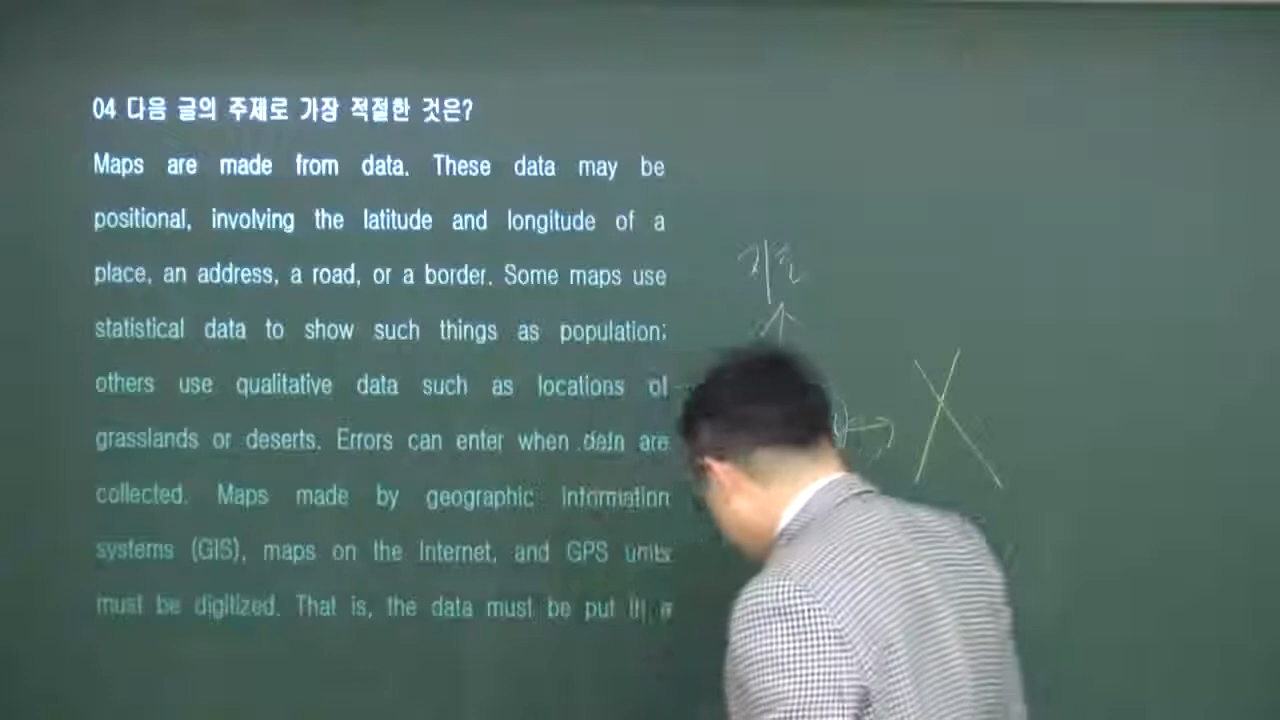 04 다음 글의 주제로 가장 적절한 것은?
Maps are made from data. These data may be
positional, involving the latitude and longitude of a
place, an address, a road, or a border. Some maps use
statistical data to show such things as population;
others use qualitative data such as locations of
grasslands or deserts. Errors can enter when data are
collected. Maps made by geographic information
systems (GIS), maps on the Internet, and GPS units
must be digitized. That is, the data must be put in a